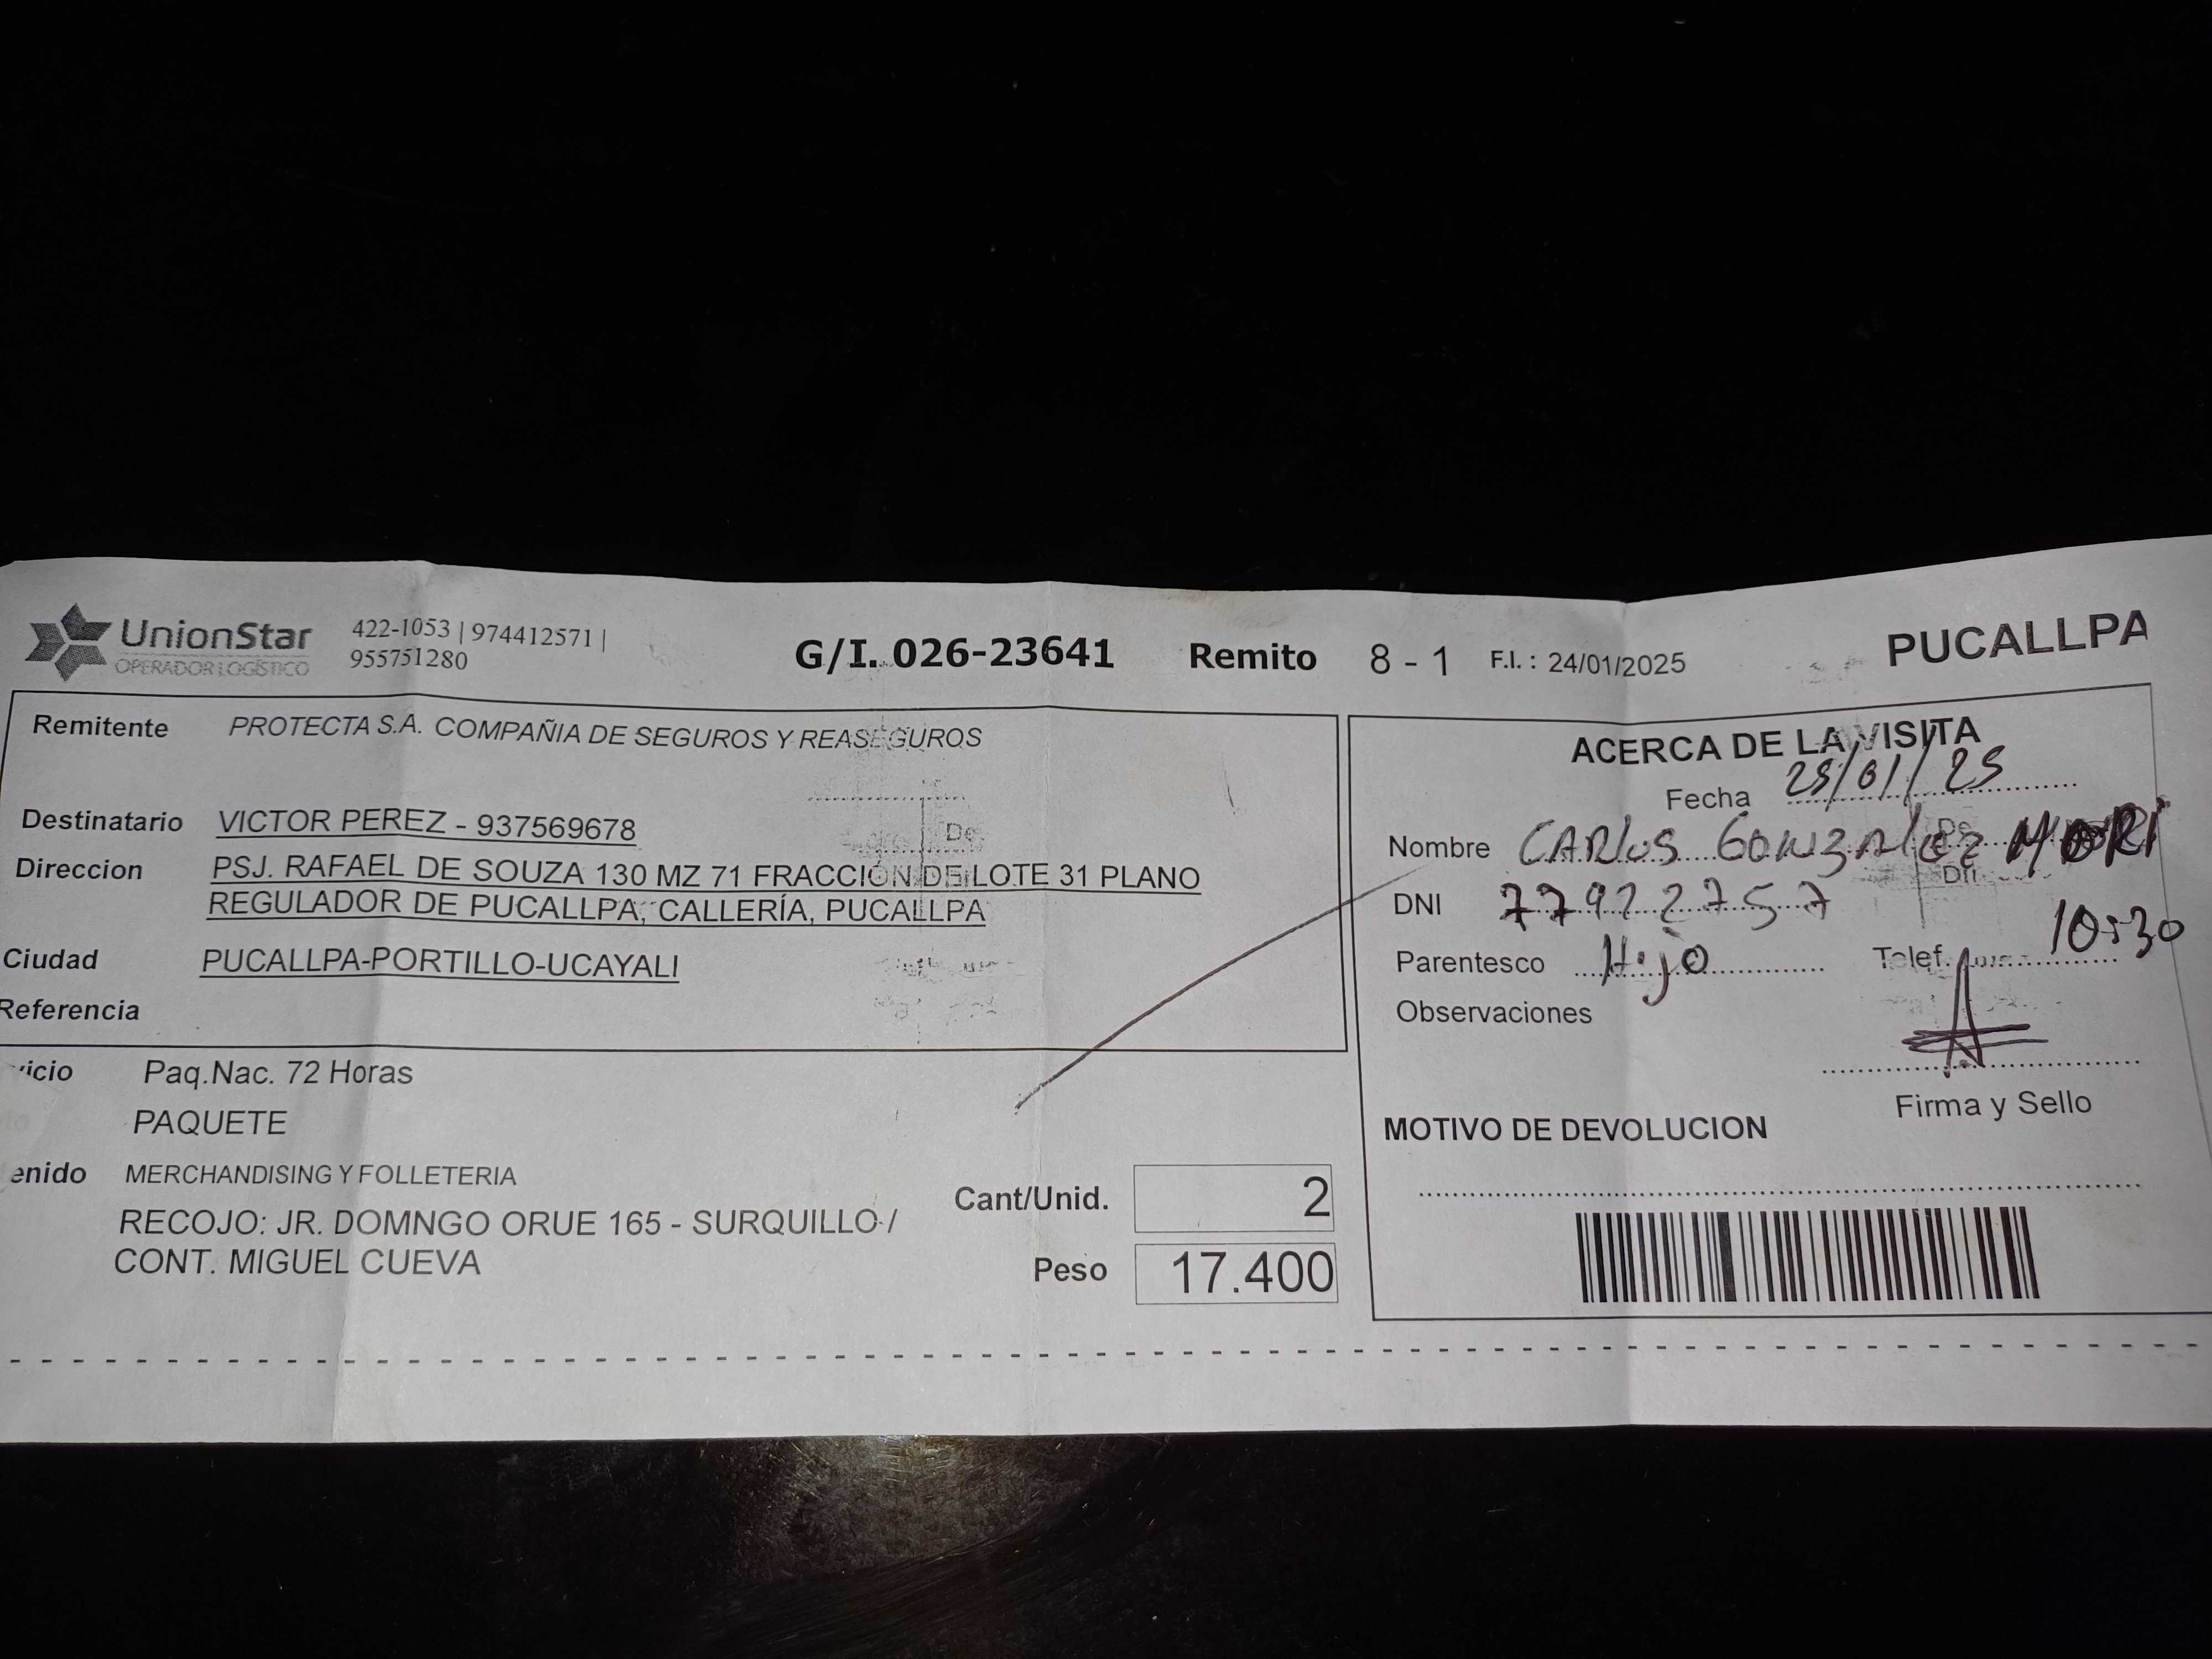 UnionStar
OPERADOR LOGÍSTICO
422-1053 | 974412571 |
955751280
G/I. 026-23641 Remito 8 - 1 F.I. : 24/01/2025
PUCALLPA
Remitente PROTECTA S.A. COMPAÑIA DE SEGUROS Y REASEGUROS
Destinatario VICTOR PEREZ - 937569678
Direccion PSJ. RAFAEL DE SOUZA 130 MZ 71 FRACCIÓN DE LOTE 31 PLANO
REGULADOR DE PUCALLPA, CALLERÍA, PUCALLPA
Ciudad PUCALLPA-PORTILLO-UCAYALI
Referencia
icio Paq.Nac. 72 Horas
PAQUETE
enido MERCHANDISING Y FOLLETERIA
RECOJO: JR. DOMNGO ORUE 165 - SURQUILLO /
CONT. MIGUEL CUEVA
Cant/Unid. 2
Peso 17.400
ACERCA DE LA VISITA
Fecha 25/01/25
Nombre CARLOS GONZALEZ MORI
DNI 77922757
Parentesco Hijo Telef. 10:30
Observaciones
Firma y Sello
MOTIVO DE DEVOLUCION